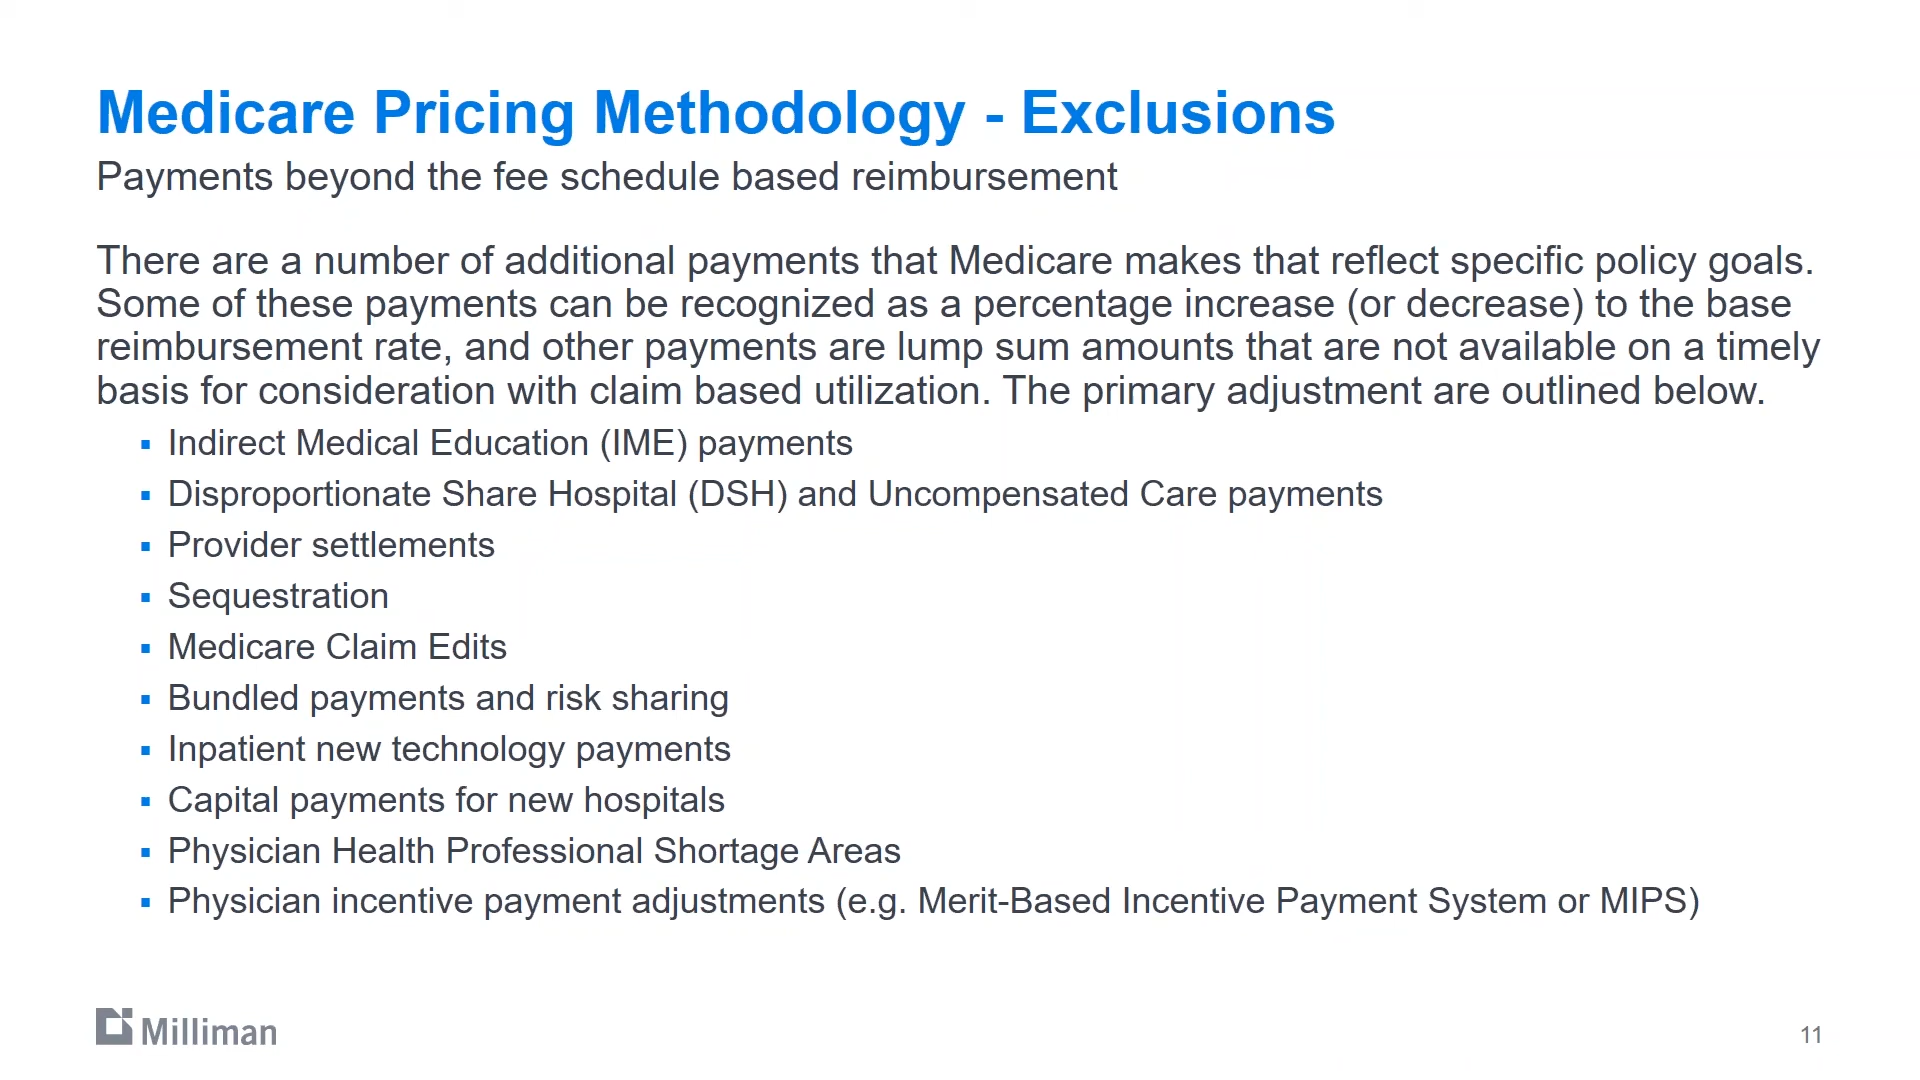 Medicare Pricing Methodology - Exclusions
Payments beyond the fee schedule based reimbursement
There are a number of additional payments that Medicare makes that reflect specific policy goals.
Some of these payments can be recognized as a percentage increase (or decrease) to the base
reimbursement rate, and other payments are lump sum amounts that are not available on a timely
basis for consideration with claim based utilization. The primary adjustment are outlined below.
▪ Indirect Medical Education (IME) payments
▪ Disproportionate Share Hospital (DSH) and Uncompensated Care payments
▪ Provider settlements
▪ Sequestration
▪ Medicare Claim Edits
▪ Bundled payments and risk sharing
▪ Inpatient new technology payments
▪ Capital payments for new hospitals
▪ Physician Health Professional Shortage Areas
▪ Physician incentive payment adjustments (e.g. Merit-Based Incentive Payment System or MIPS)
Milliman
11